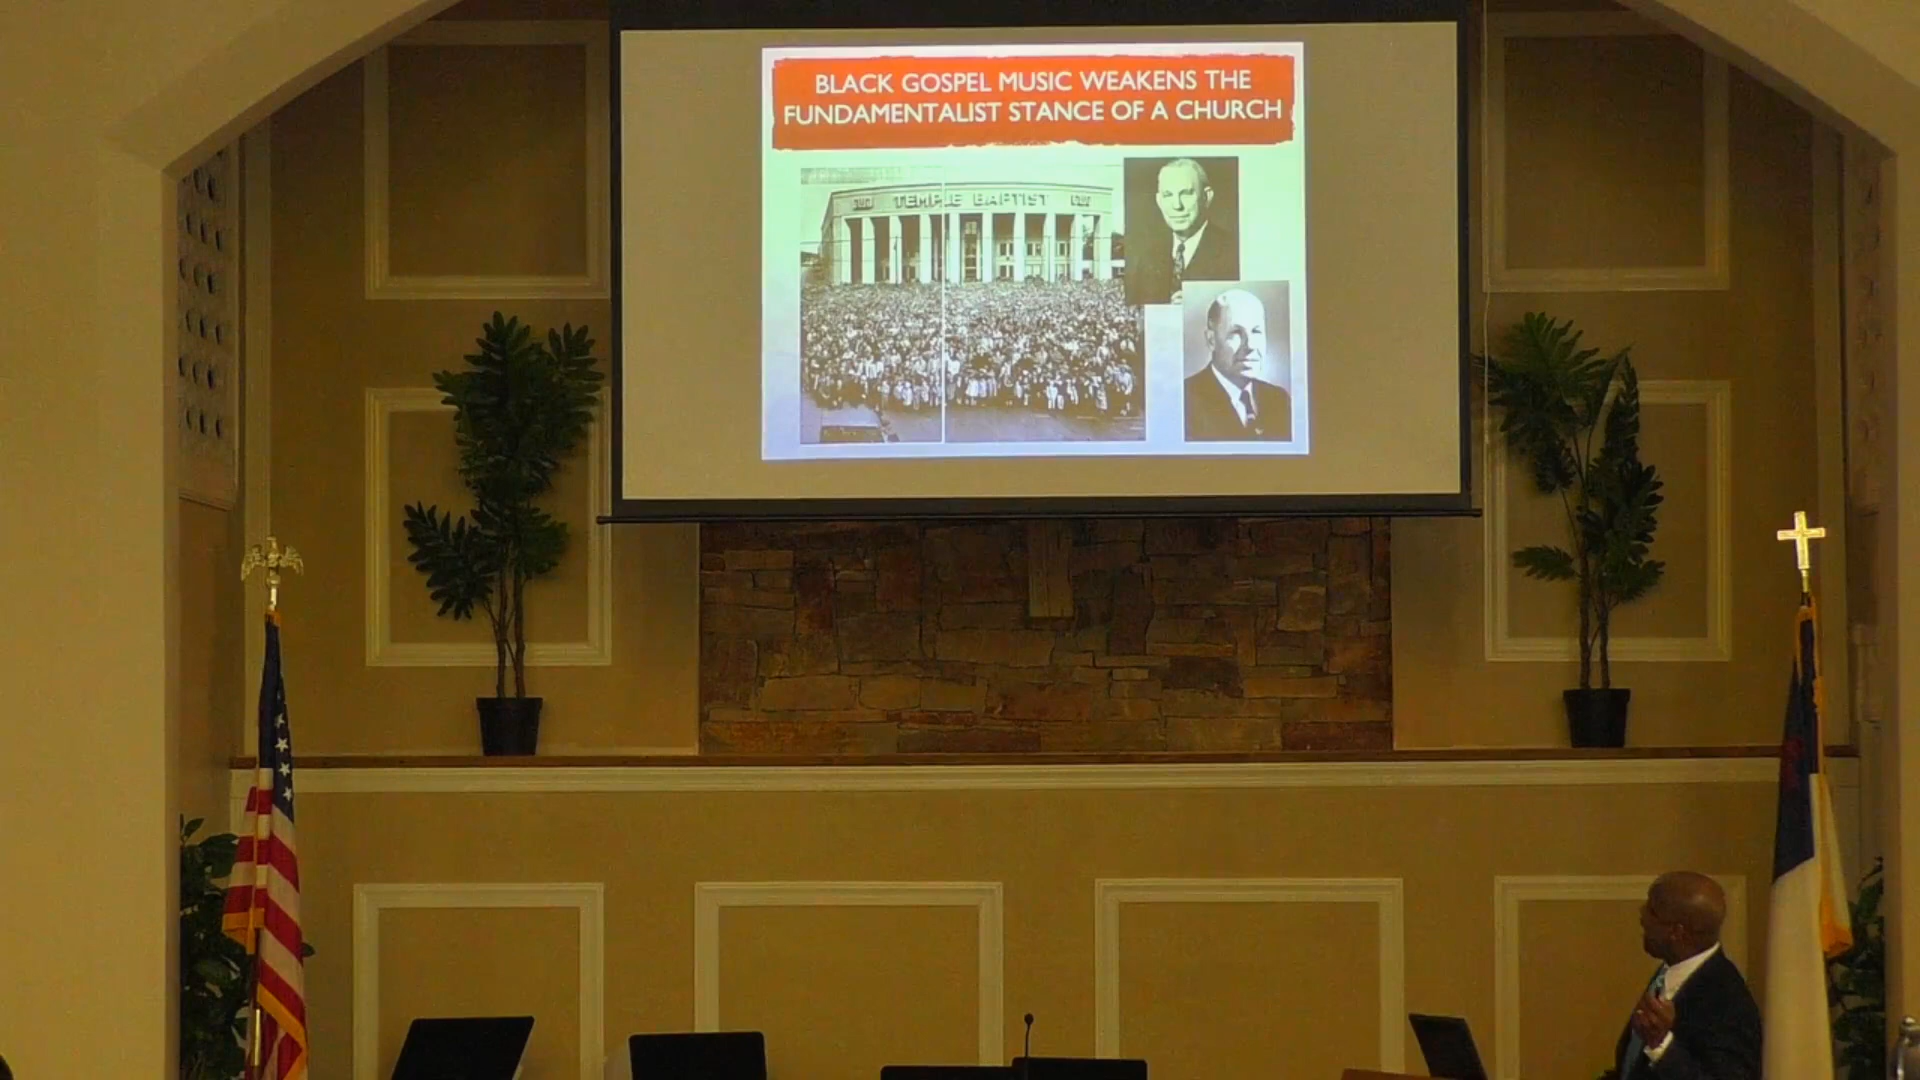 BLACK GOSPEL MUSIC WEAKENS THE
FUNDAMENTALIST STANCE OF A CHURCH
TEMPLE BAPTIST